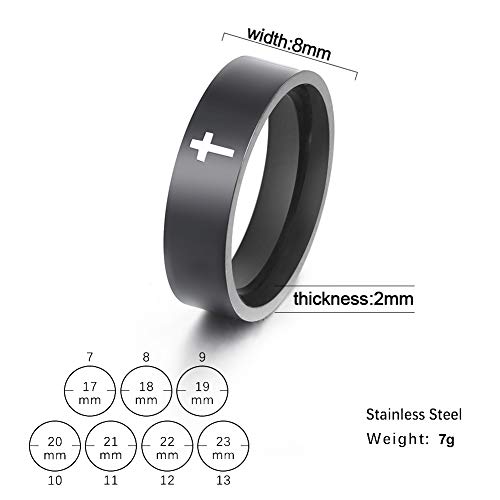 width:8mm
thickness:2mm
7 8 9
17 mm 18 mm 19 mm
20 mm 21 mm 22 mm 23 mm
10 11 12 13
Stainless Steel
Weight: 7g